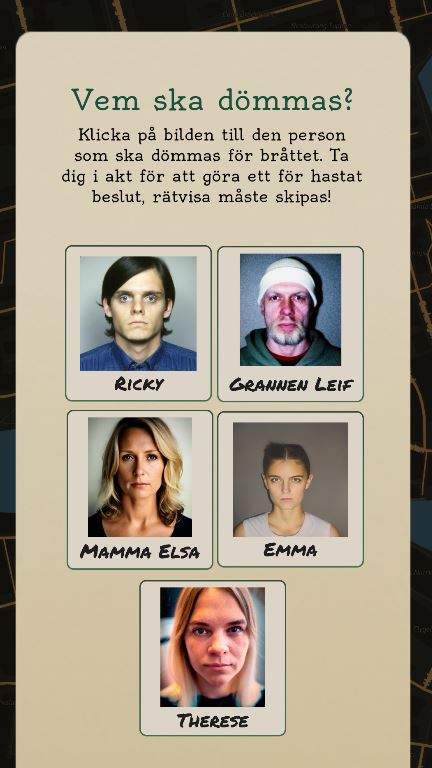 Vem ska dömmas?
Klicka på bilden till den person
som ska dömmas för bråttet. Ta
dig i akt för att göra ett för hastat
beslut, rätvisa måste skipas!
Ricky
Grannen Leif
Mamma Elsa
Emma
Therese